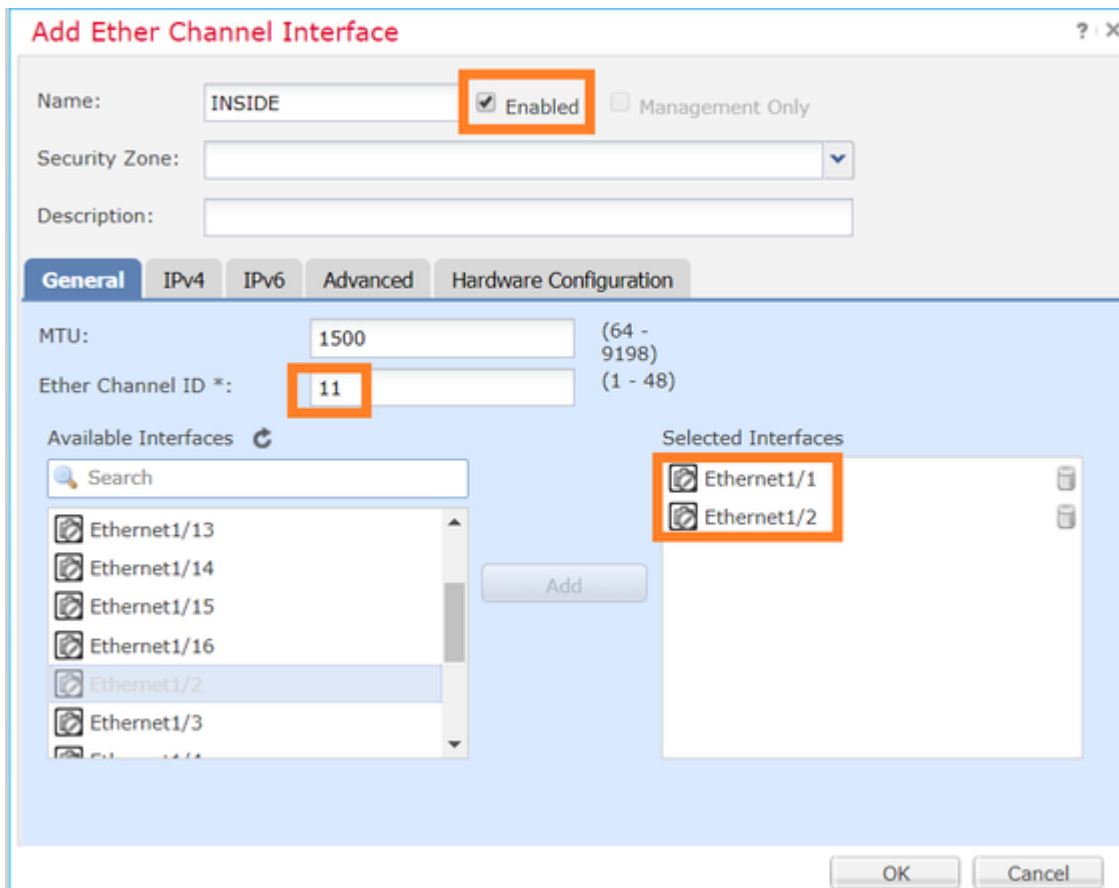 Add Ether Channel Interface
? X
Name: INSIDE Enabled Management Only
Security Zone:
Description:
General IPv4 IPv6 Advanced Hardware Configuration
MTU: 1500 (64 -
9198)
Ether Channel ID *: 11 (1 - 48)
Available Interfaces Selected Interfaces
Search
Ethernet1/1
Ethernet1/2
Ethernet1/13
Ethernet1/14
Ethernet1/15
Ethernet1/16
Ethernet1/2
Ethernet1/3
Add
OK Cancel